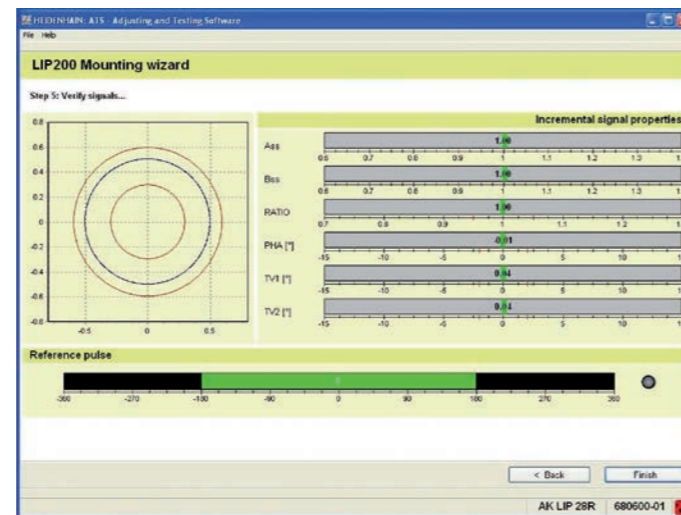 HEIDENHAIN: ATS - Adjusting and Testing Software
File Help
LIP200 Mounting wizard
Step 5: Verify signals...
Incremental signal properties
0.8
0.6
0.4
0.2
0
-0.2
-0.4
-0.6
-0.8
-0.5 0 0.5
Ass 1.00
0.6 0.7 0.8 0.9 1 1.1 1.2 1.3
Bss 1.00
0.6 0.7 0.8 0.9 1 1.1 1.2 1.3
RATIO 1.00
0.7 0.8 0.9 1 1.1 1.2
PHA [°] -0.01
-15 -10 -5 0 5 10
TV1 [°] 0.04
-15 -10 -5 0 5 10
TV2 [°] 0.04
-15 -10 -5 0 5 10
Reference pulse
-360 -270 -180 -90 0 90 180 270 360
< Back Finish
AK LIP 28R 680600-01